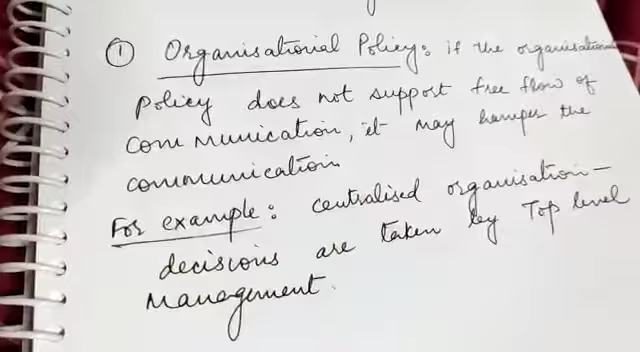 ① Organisational Policy: if the organisational
policy does not support free flow of
communication, it may hamper the
communication
For example: centralised organisation –
decisions are taken by Top level
Management.